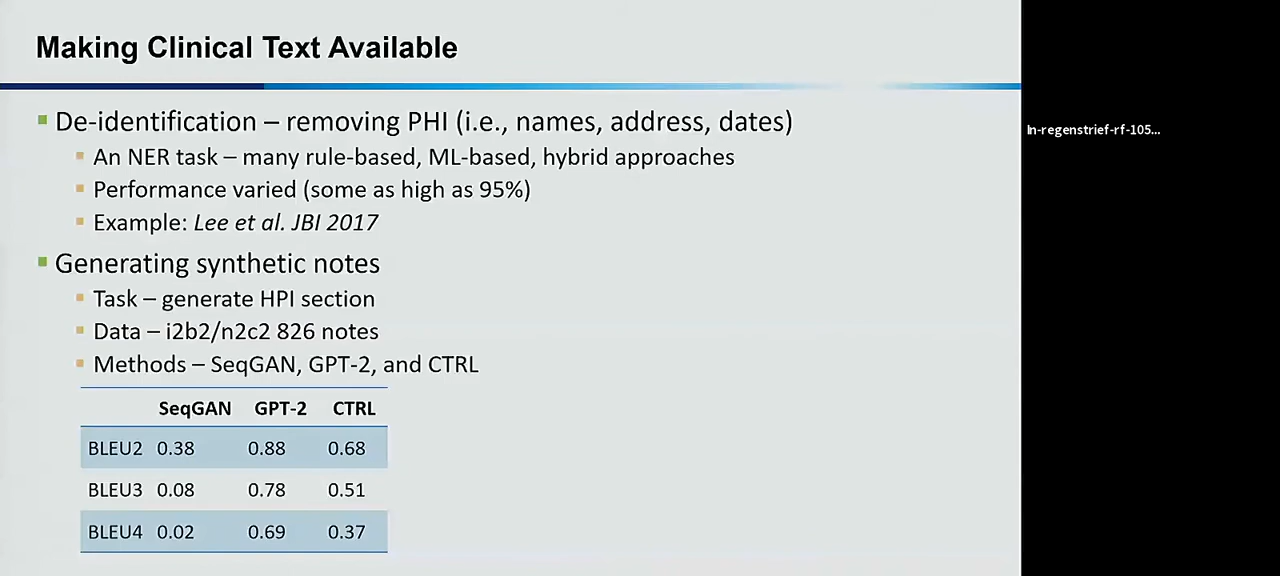 Making Clinical Text Available
De-identification – removing PHI (i.e., names, address, dates)
An NER task – many rule-based, ML-based, hybrid approaches
Performance varied (some as high as 95%)
Example: Lee et al. JBI 2017
Generating synthetic notes
Task – generate HPI section
Data – i2b2/n2c2 826 notes
Methods – SeqGAN, GPT-2, and CTRL
SeqGAN GPT-2 CTRL
BLEU2 0.38 0.88 0.68
BLEU3 0.08 0.78 0.51
BLEU4 0.02 0.69 0.37
In-regenstrief-rf-105...